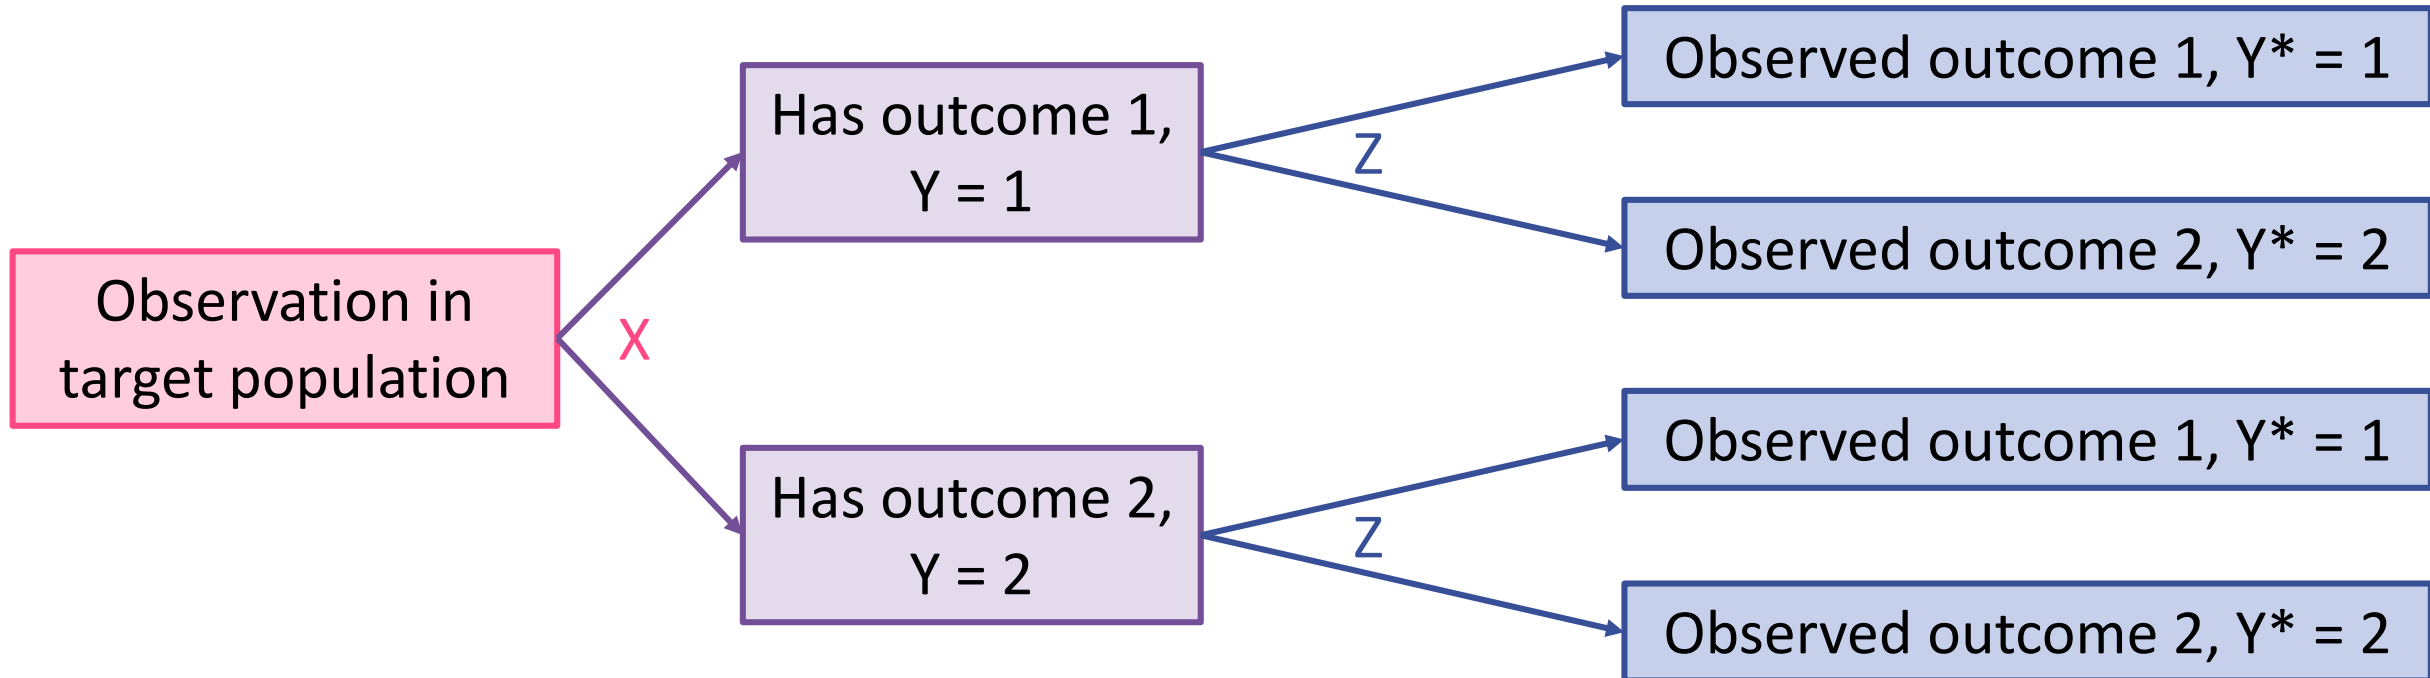 Observation in
target population
X
Has outcome 1,
Y = 1
Has outcome 2,
Y = 2
Z
Z
Observed outcome 1, Y* = 1
Observed outcome 2, Y* = 2
Observed outcome 1, Y* = 1
Observed outcome 2, Y* = 2